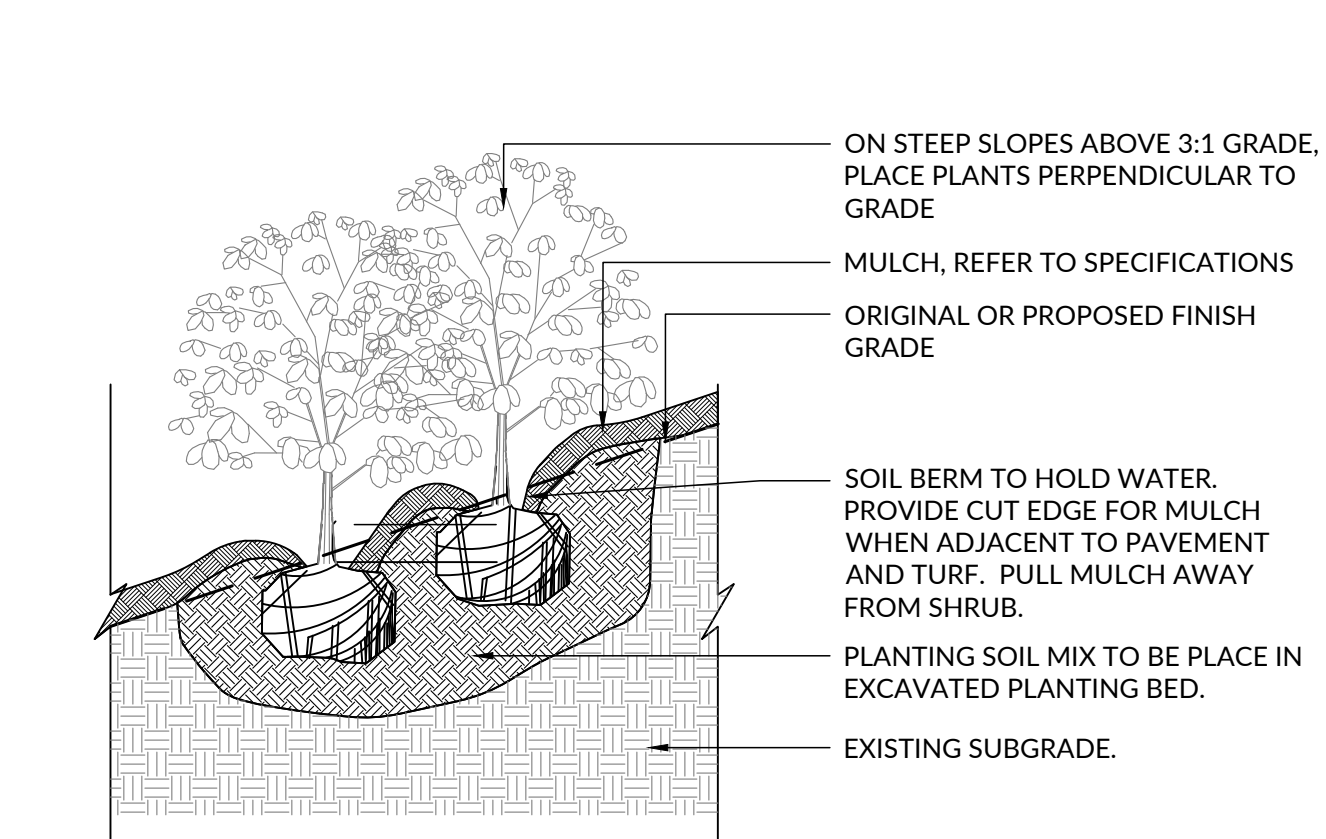 ON STEEP SLOPES ABOVE 3:1 GRADE,
PLACE PLANTS PERPENDICULAR TO
GRADE
MULCH, REFER TO SPECIFICATIONS
ORIGINAL OR PROPOSED FINISH
GRADE
SOIL BERM TO HOLD WATER.
PROVIDE CUT EDGE FOR MULCH
WHEN ADJACENT TO PAVEMENT
AND TURF.  PULL MULCH AWAY
FROM SHRUB.
PLANTING SOIL MIX TO BE PLACE IN
EXCAVATED PLANTING BED.
EXISTING SUBGRADE.